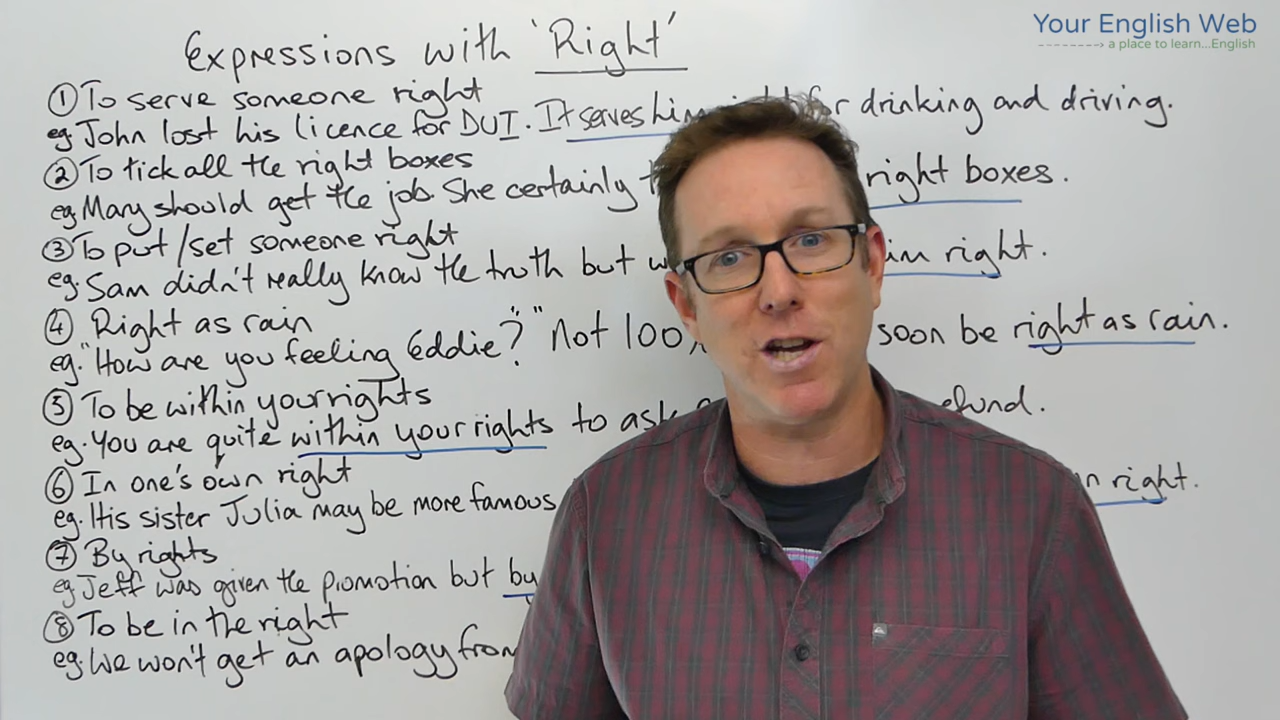 Your English Web
a place to learn...English
Expressions with 'Right'
① To serve someone right
eg. John lost his licence for DUI. It serves him for drinking and driving.
② To tick all the right boxes
eg. Mary should get the job. She certainly right boxes.
③ To put/set someone right
eg. Sam didn't really know the truth but right.
④ Right as rain
eg. "How are you feeling Eddie?" "Not 100% soon be right as rain.
⑤ To be within your rights
eg. You are quite within your rights to ask
⑥ In one's own right
eg. His sister Julia may be more famous right.
⑦ By rights
eg Jeff was given the promotion but by
⑧ To be in the right
eg. We won't get an apology from